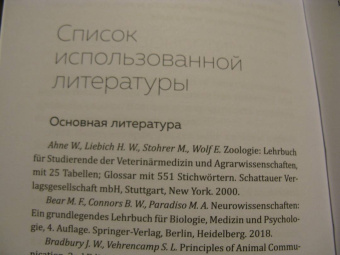 Список
использованной
литературы
Основная литература
Ahne W., Liebich H. W., Stohrer M., Wolf E. Zoologie: Lehrbuch
für Studierende der Veterinärmedizin und Agrarwissenschaften,
mit 25 Tabellen; Glossar mit 551 Stichwörtern. Schattauer Ver-
lagsgesellschaft mbH, Stuttgart, New York. 2000.
Bear M. F., Connors B. W., Paradiso M. A. Neurowissenschaften:
Ein grundlegendes Lehrbuch für Biologie, Medizin und Psycholo-
gie, 4. Auflage. Springer-Verlag, Berlin, Heidelberg. 2018.
Bradbury J. W., Vehrencamp S. L. Principles of Animal Commu-